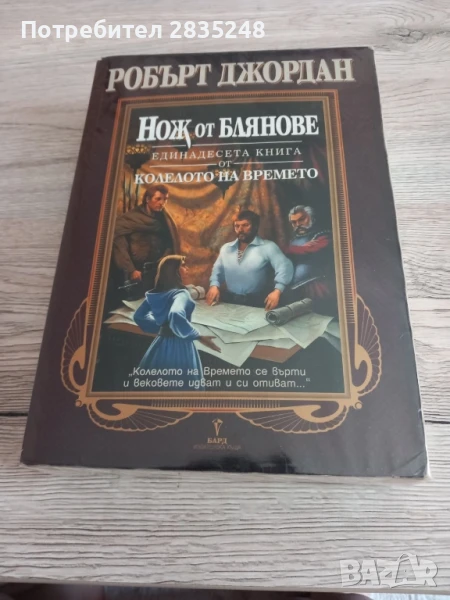 Потребител 2835248
РОБЪРТ ДЖОРДАН
НОЖ ОТ БЛЯНОВЕ
ЕДИНАДЕСЕТА КНИГА
ОТ
КОЛЕЛОТО НА ВРЕМЕТО
„Колелото на Времето се върти
и вековете идват и си отиват..."
БАРД
BAZAR